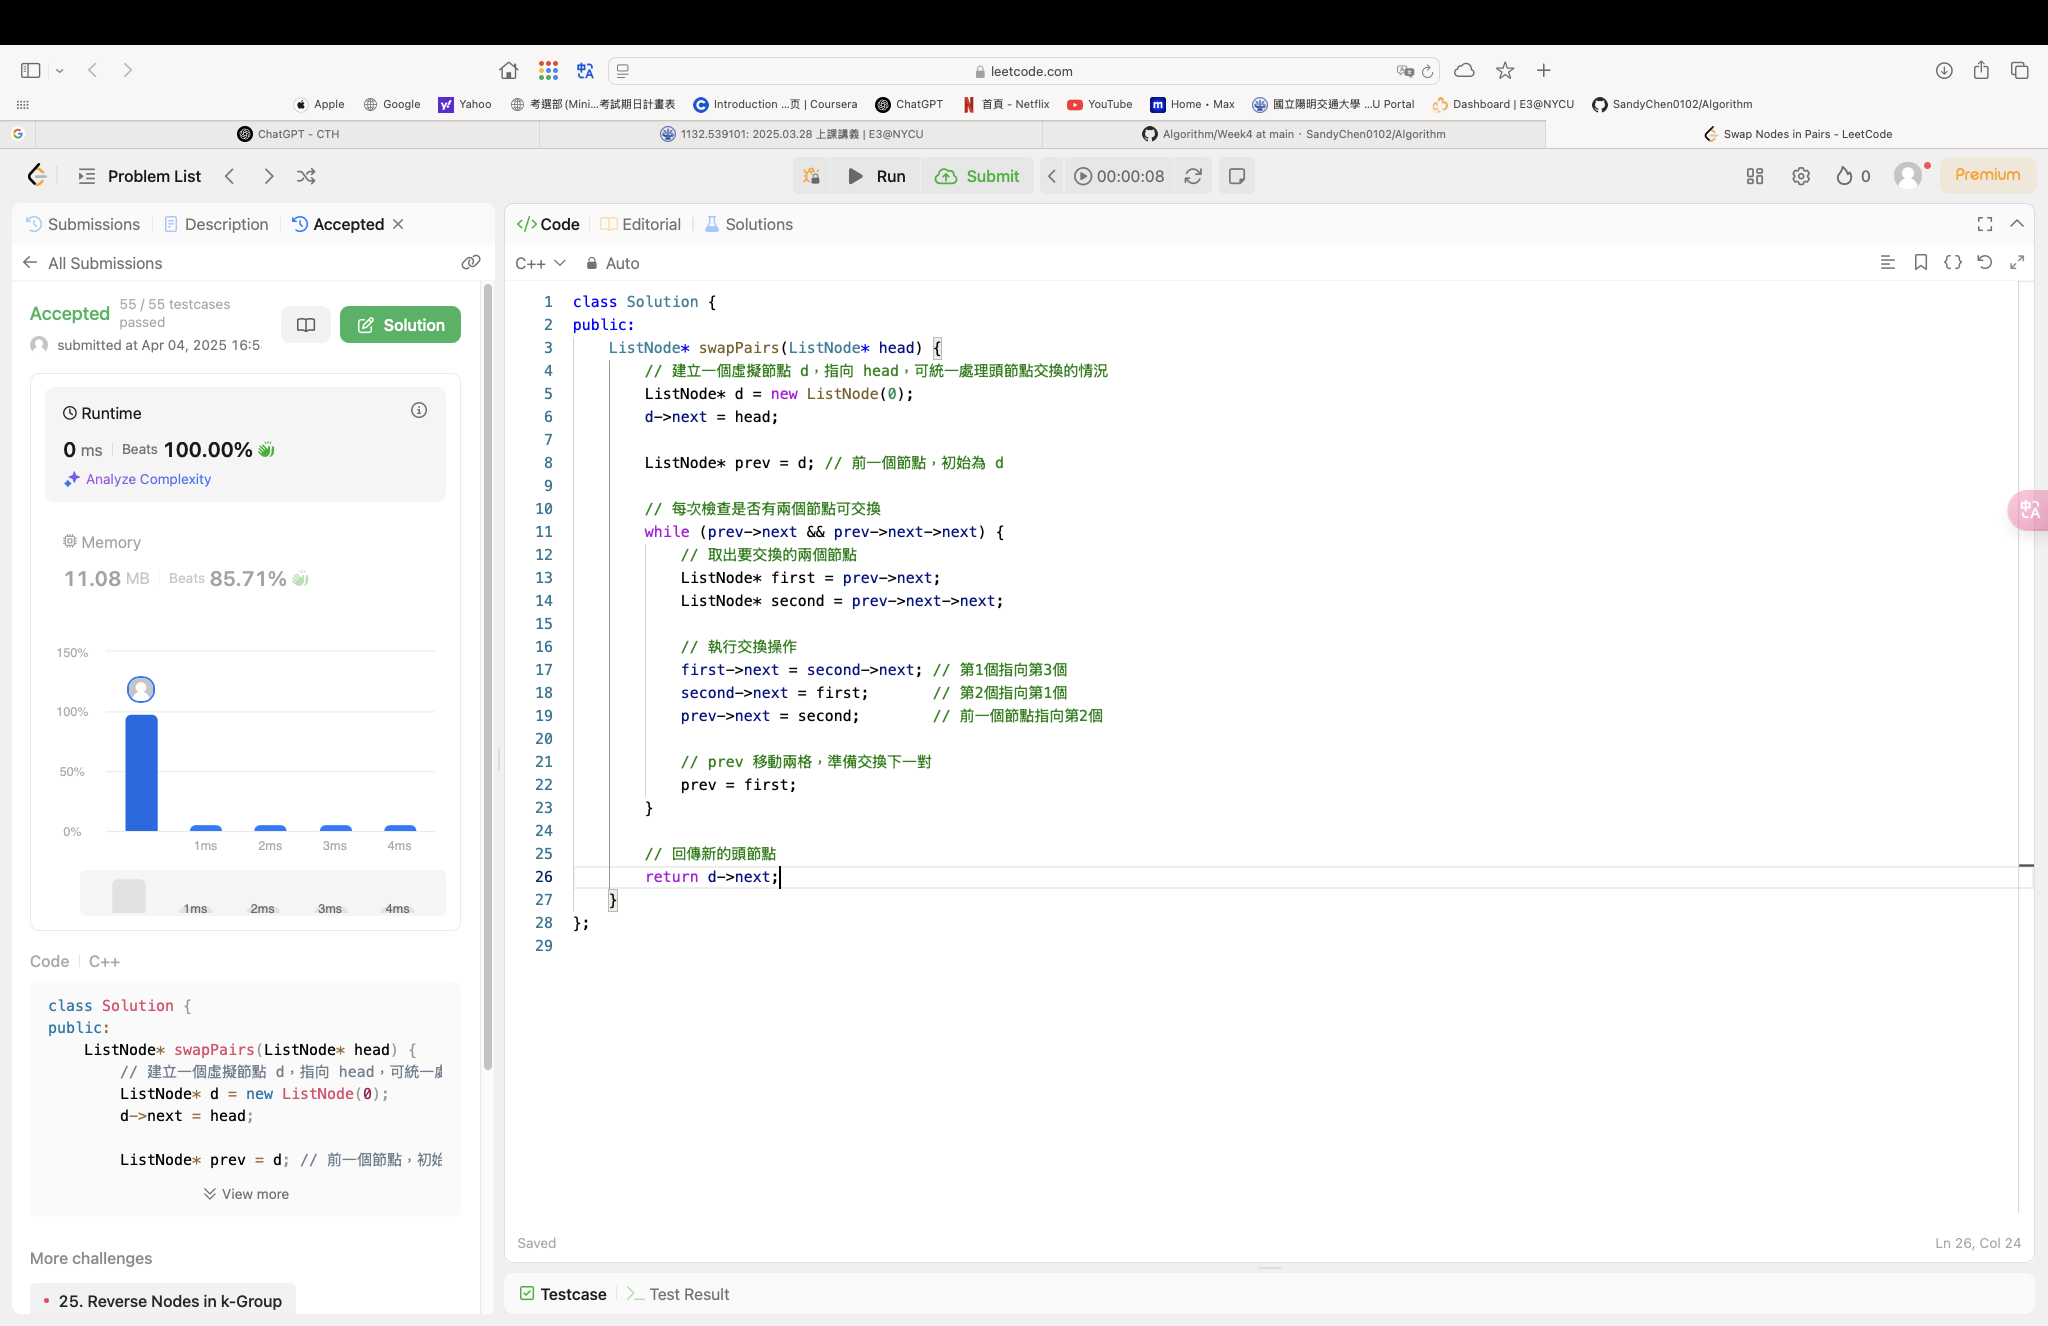 leetcode.com
Apple
Google
Yahoo
考選部(Mini...考試期日計畫表
Introduction ...页 | Coursera
ChatGPT
首頁 - Netflix
YouTube
Home • Max
國立陽明交通大學 ...U Portal
Dashboard | E3@NYCU
SandyChen0102/Algorithm
ChatGPT - CTH
1132.539101: 2025.03.28 上課講義 | E3@NYCU
Algorithm/Week4 at main · SandyChen0102/Algorithm
Swap Nodes in Pairs - LeetCode
Problem List
Run
Submit
00:00:08
0
Premium
Submissions
Description
Accepted
All Submissions
Accepted
55 / 55 testcases
passed
submitted at Apr 04, 2025 16:5
Solution
Runtime
0 ms | Beats 100.00%
Analyze Complexity
Memory
11.08 MB | Beats 85.71%
150%
100%
50%
0%
1ms 2ms 3ms 4ms
1ms 2ms 3ms 4ms
Code | C++
class Solution {
public:
    ListNode* swapPairs(ListNode* head) {
        // 建立一個虛擬節點 d，指向 head，可統一處
        ListNode* d = new ListNode(0);
        d->next = head;
        ListNode* prev = d; // 前一個節點，初始
View more
More challenges
25. Reverse Nodes in k-Group
</> Code
Editorial
Solutions
C++
Auto
1 class Solution {
2 public:
3     ListNode* swapPairs(ListNode* head) {
4         // 建立一個虛擬節點 d，指向 head，可統一處理頭節點交換的情況
5         ListNode* d = new ListNode(0);
6         d->next = head;
7
8         ListNode* prev = d; // 前一個節點，初始為 d
9
10         // 每次檢查是否有兩個節點可交換
11         while (prev->next && prev->next->next) {
12             // 取出要交換的兩個節點
13             ListNode* first = prev->next;
14             ListNode* second = prev->next->next;
15
16             // 執行交換操作
17             first->next = second->next; // 第1個指向第3個
18             second->next = first;       // 第2個指向第1個
19             prev->next = second;        // 前一個節點指向第2個
20
21             // prev 移動兩格，準備交換下一對
22             prev = first;
23         }
24
25         // 回傳新的頭節點
26         return d->next;
27     }
28 };
29
Saved
Ln 26, Col 24
Testcase
Test Result